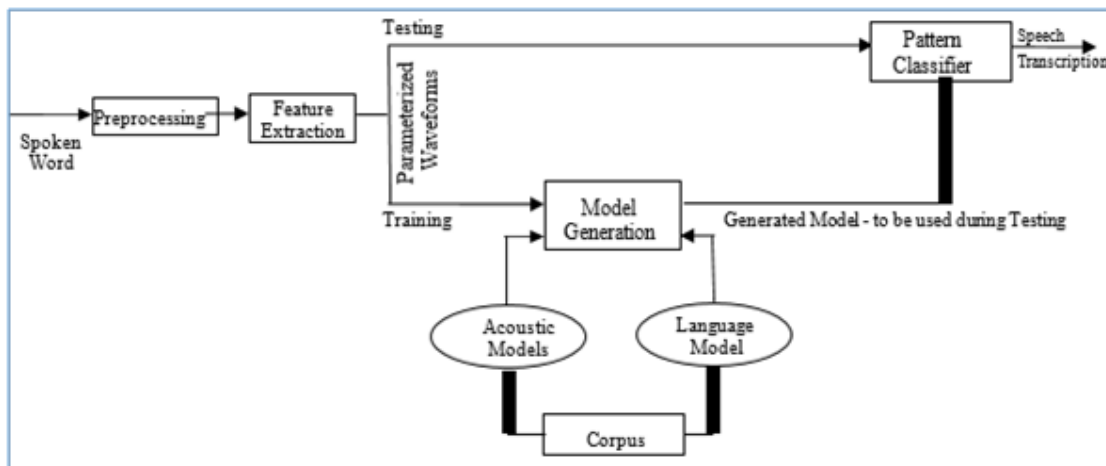 Testing
Pattern
Classifier
Speech
Transcription
Preprocessing
Feature
Extraction
Spoken
Word
Parameterized
Waveforms
Training
Model
Generation
Generated Model - to be used during Testing
Acoustic
Models
Language
Model
Corpus